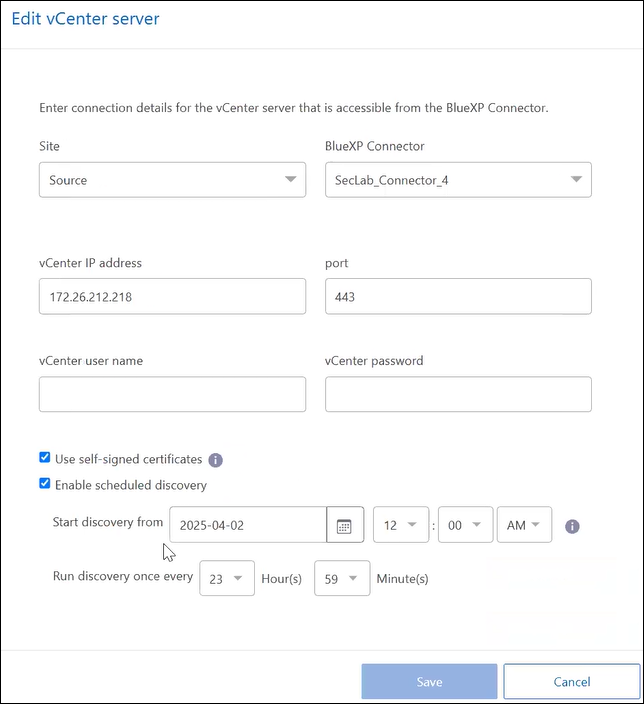 Edit vCenter server
Enter connection details for the vCenter server that is accessible from the BlueXP Connector.
Site BlueXP Connector
Source SecLab_Connector_4
vCenter IP address port
172.26.212.218 443
vCenter user name vCenter password
Use self-signed certificates i
Enable scheduled discovery
Start discovery from 2025-04-02 12 : 00 AM i
Run discovery once every 23 Hour(s) 59 Minute(s)
Save Cancel